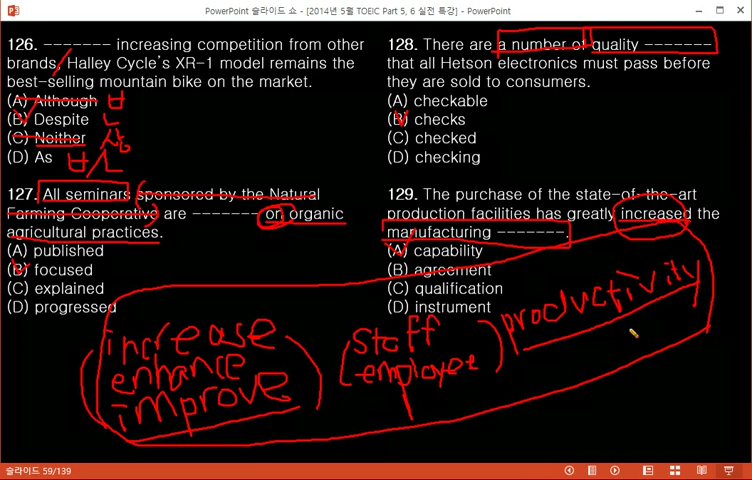 PowerPoint 슬라이드 쇼 - [2014년 5월 TOEIC Part 5, 6 실전 특강] - PowerPoint
126. ------- increasing competition from other
brands, Halley Cycle's XR-1 model remains the
best-selling mountain bike on the market.
(A) Although ㅂ
(B) Despite ㄴ
(C) Neither 상
(D) As ㅂ/ㄴ
127. All seminars (sponsored by the Natural
Farming Cooperative) are ------- on organic
agricultural practices.
(A) published
(B) focused
(C) explained
(D) progressed
128. There are a number of quality -------
that all Hetson electronics must pass before
they are sold to consumers.
(A) checkable
(B) checks
(C) checked
(D) checking
129. The purchase of the state-of-the-art
production facilities has greatly increased the
manufacturing -------.
(A) capability
(B) agreement
(C) qualification
(D) instrument
increase
enhance
improve
staff
employee
productivity
슬라이드 59/139